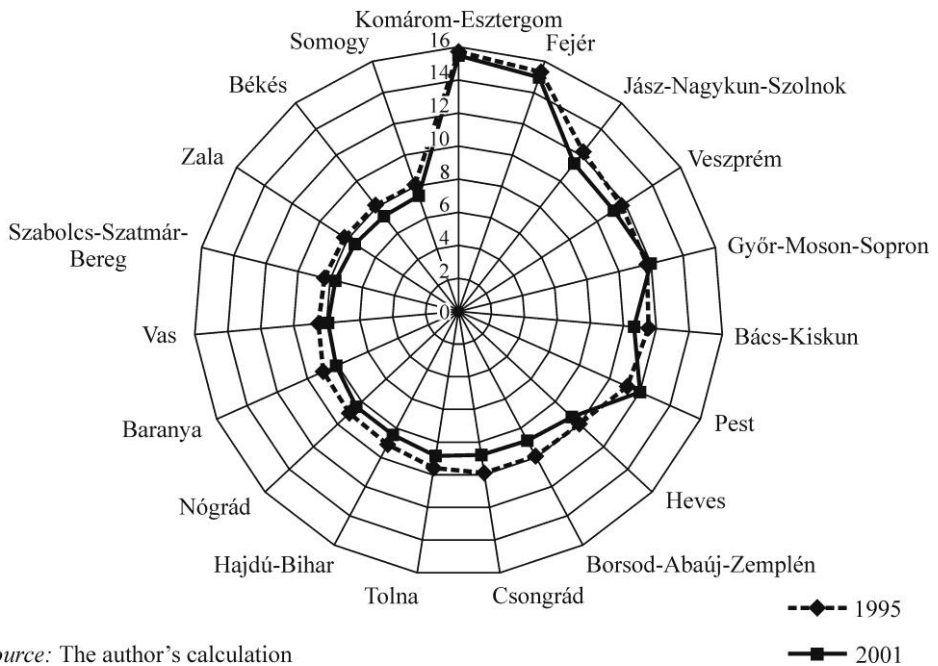 Komárom-Esztergom
Somogy
16
Fejér
14
Békés
Jász-Nagykun-Szolnok
12
10
Zala
Veszprém
8
6
Szabolcs-Szatmár-
Bereg
Győr-Moson-Sopron
4
2
0
Vas
Bács-Kiskun
Baranya
Pest
Nógrád
Heves
Hajdú-Bihar
Borsod-Abaúj-Zemplén
Tolna
Csongrád
1995
ource: The author's calculation
2001